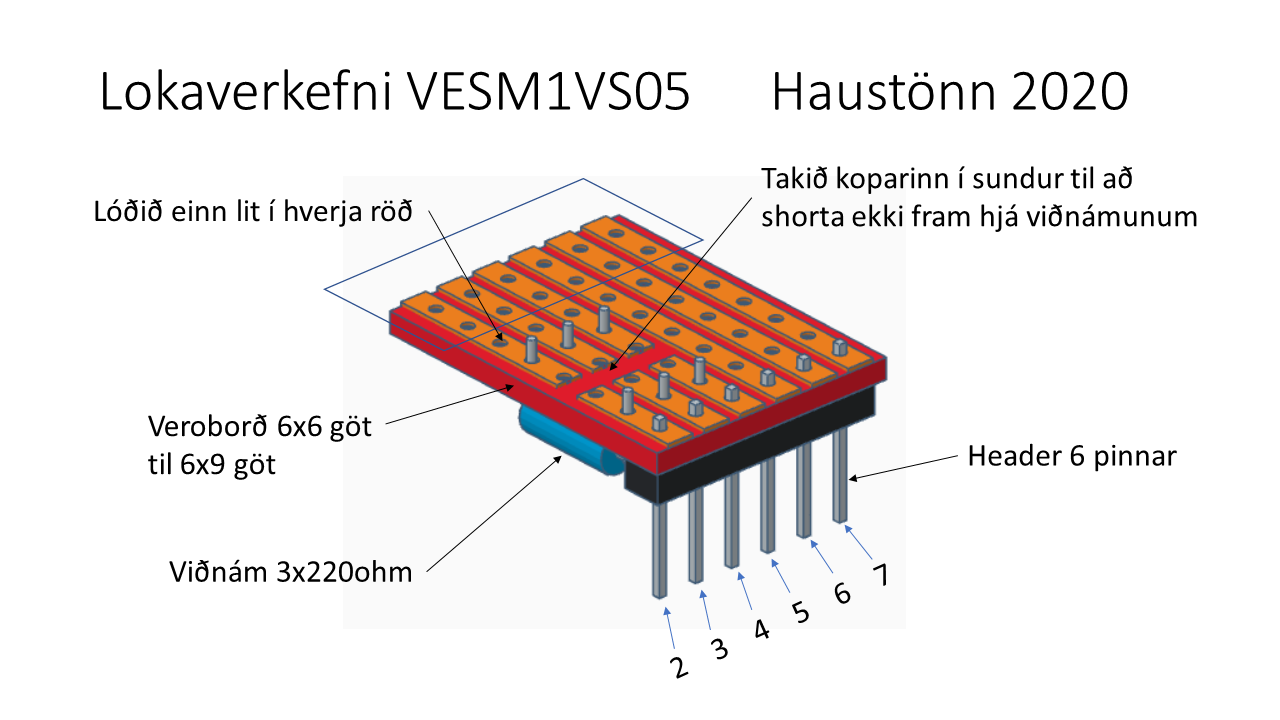 Lokaverkefni VESM1VS05 Haustönn 2020
Takið koparinn í sundur til að
shorta ekki fram hjá viðnámunum
Lóðið einn lit í hverja röð
Veroborð 6x6 göt
til 6x9 göt
Header 6 pinnar
Viðnám 3x220ohm
2
3
4
5
6
7